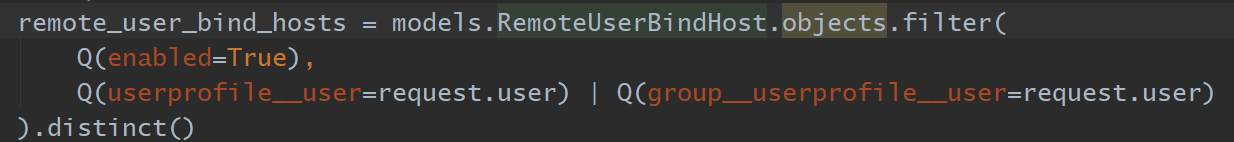 remote_user_bind_hosts = models.RemoteUserBindHost.objects.filter(
    Q(enabled=True),
    Q(userprofile__user=request.user) | Q(group__userprofile__user=request.user)
).distinct()